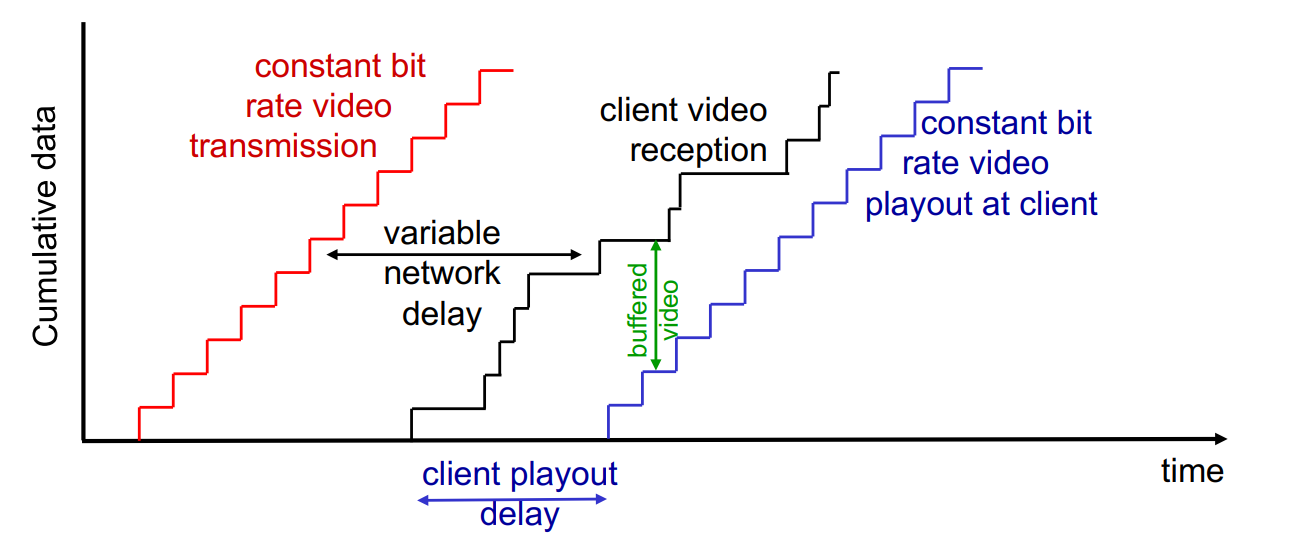 constant bit
rate video
transmission
Cumulative data
client video
reception
constant bit
rate video
playout at client
variable
network
delay
buffered
video
client playout
delay
time